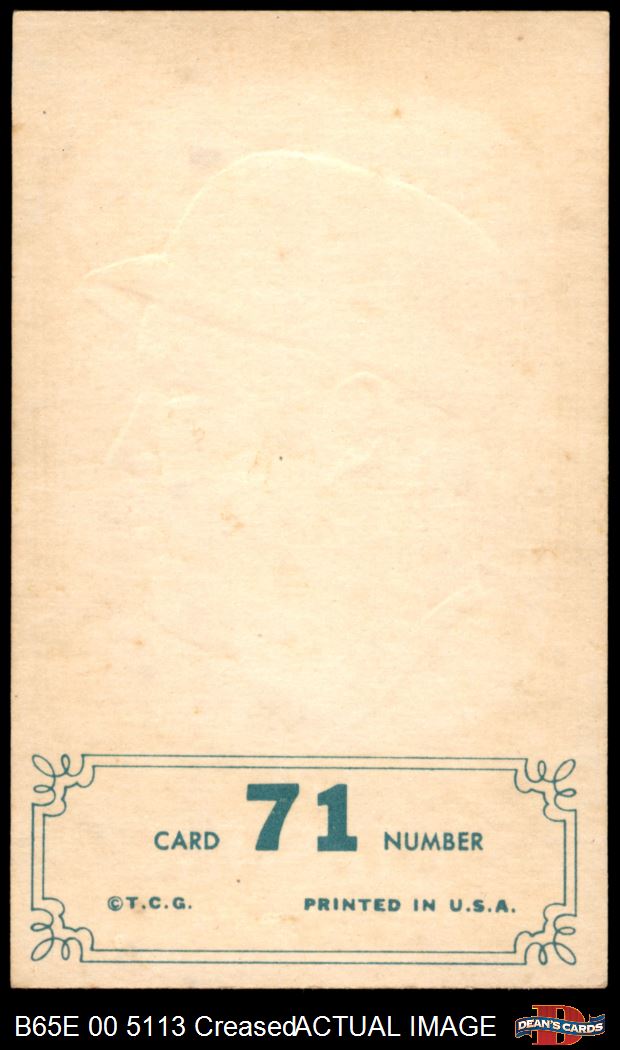 CARD 71 NUMBER
©T.C.G. PRINTED IN U.S.A.
B65E 00 5113 CreasedACTUAL IMAGE
DEAN'S CARDS